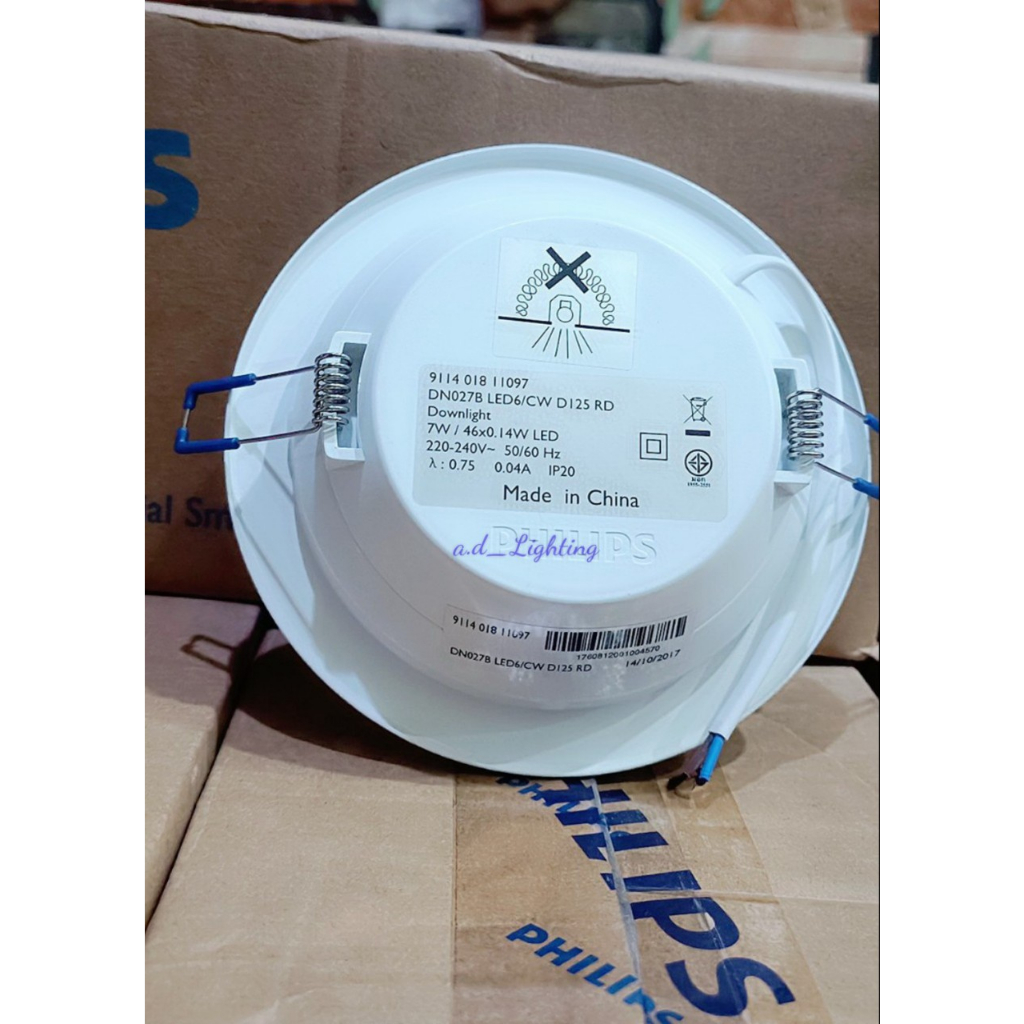 S
9114 018 11097
DN027B LED6/CW D125 RD
Downlight
7W / 46x0.14W LED
220-240V~ 50/60 Hz
λ : 0.75 0.04A IP20
Made in China
PHILIPS
a.d_Lighting
9114 018 11097
DN027B LED6/CW D125 RD 14/10/2017
PHILIPS
PHILIPS